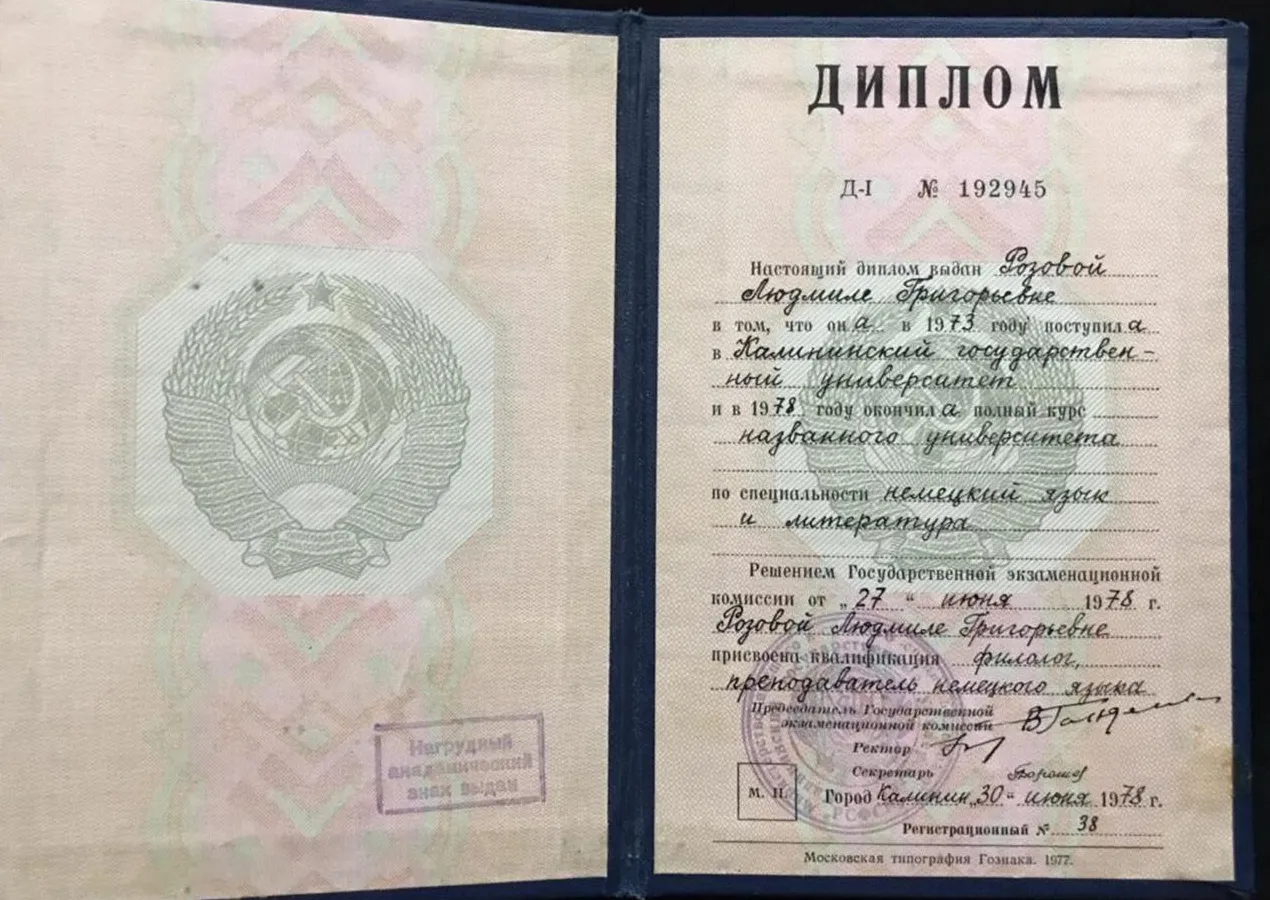 Нагрудный
академический
знак выдан
ДИПЛОМ
Д-I № 192945
Настоящий диплом выдан Розовой
Людмиле Григорьевне
в том, что он а в 1973 году поступил а
в Калининский государствен-
ный университет
и в 1978 году окончил а полный курс
названного университета
по специальности немецкий язык
и литература
Решением Государственной экзаменационной
комиссии от „27" июня 1978 г.
Розовой Людмиле Григорьевне
присвоена квалификация филолог,
преподаватель немецкого языка
Председатель Государственной
экзаменационной комиссии
Ректор
Секретарь
М. П. Город Калинин „30" июня 1978 г.
Регистрационный № 38
Московская типография Гознака. 1977.